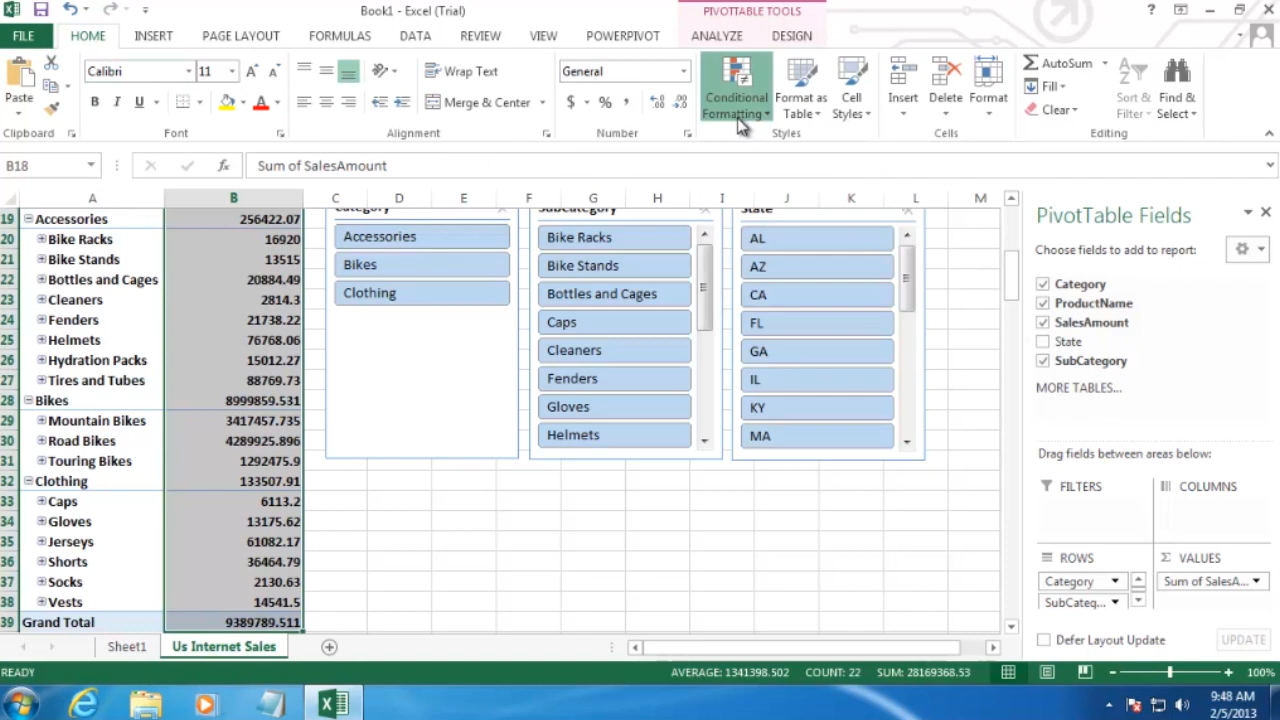 Book1 - Excel (Trial)
PIVOTTABLE TOOLS
?
FILE
HOME
INSERT
PAGE LAYOUT
FORMULAS
DATA
REVIEW
VIEW
POWERPIVOT
ANALYZE
DESIGN
Paste
Calibri
11
B I U
Wrap Text
Merge & Center
General
$ % ,
Conditional Formatting
Format as Table
Cell Styles
Insert
Delete
Format
AutoSum
Fill
Clear
Sort & Filter
Find & Select
Clipboard
Font
Alignment
Number
Styles
Cells
Editing
B18
fx
Sum of SalesAmount
A B C D E F G H I J K L M
19 Accessories 256422.07
20 Bike Racks 16920
21 Bike Stands 13515
22 Bottles and Cages 20884.49
23 Cleaners 2814.3
24 Fenders 21738.22
25 Helmets 76768.06
26 Hydration Packs 15012.27
27 Tires and Tubes 88769.73
28 Bikes 8999859.531
29 Mountain Bikes 3417457.735
30 Road Bikes 4289925.896
31 Touring Bikes 1292475.9
32 Clothing 133507.91
33 Caps 6113.2
34 Gloves 13175.62
35 Jerseys 61082.17
36 Shorts 36464.79
37 Socks 2130.63
38 Vests 14541.5
39 Grand Total 9389789.511
Category
Accessories
Bikes
Clothing
SubCategory
Bike Racks
Bike Stands
Bottles and Cages
Caps
Cleaners
Fenders
Gloves
Helmets
State
AL
AZ
CA
FL
GA
IL
KY
MA
PivotTable Fields
Choose fields to add to report:
Category
ProductName
SalesAmount
State
SubCategory
MORE TABLES...
Drag fields between areas below:
FILTERS
COLUMNS
ROWS
Σ VALUES
Category
SubCateg...
Sum of SalesA...
Defer Layout Update
UPDATE
Sheet1
Us Internet Sales
READY
AVERAGE: 1341398.502
COUNT: 22
SUM: 28169368.53
100%
9:48 AM
2/5/2013